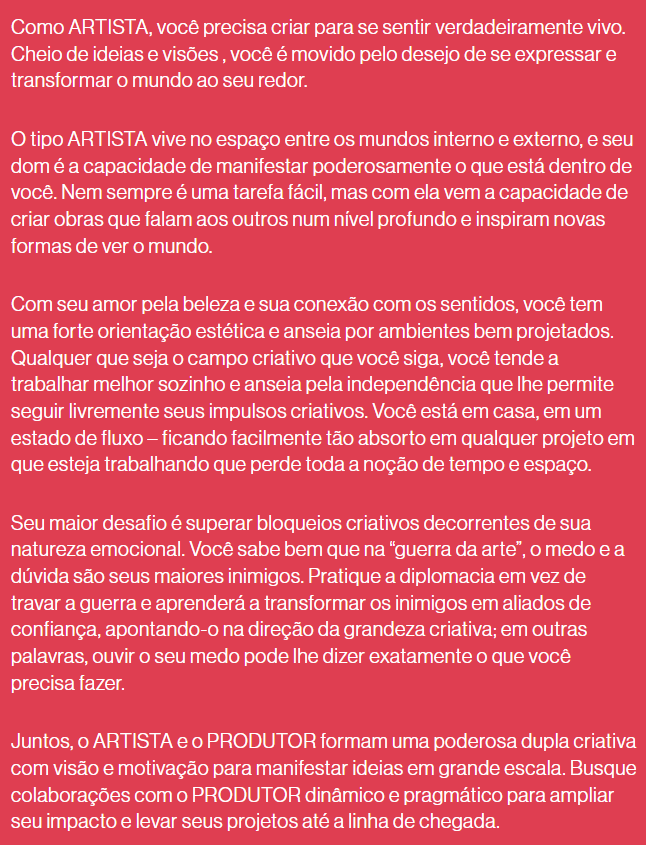 Como ARTISTA, você precisa criar para se sentir verdadeiramente vivo.
Cheio de ideias e visões , você é movido pelo desejo de se expressar e
transformar o mundo ao seu redor.
O tipo ARTISTA vive no espaço entre os mundos interno e externo, e seu
dom é a capacidade de manifestar poderosamente o que está dentro de
você. Nem sempre é uma tarefa fácil, mas com ela vem a capacidade de
criar obras que falam aos outros num nível profundo e inspiram novas
formas de ver o mundo.
Com seu amor pela beleza e sua conexão com os sentidos, você tem
uma forte orientação estética e anseia por ambientes bem projetados.
Qualquer que seja o campo criativo que você siga, você tende a
trabalhar melhor sozinho e anseia pela independência que lhe permite
seguir livremente seus impulsos criativos. Você está em casa, em um
estado de fluxo – ficando facilmente tão absorto em qualquer projeto em
que esteja trabalhando que perde toda a noção de tempo e espaço.
Seu maior desafio é superar bloqueios criativos decorrentes de sua
natureza emocional. Você sabe bem que na “guerra da arte”, o medo e a
dúvida são seus maiores inimigos. Pratique a diplomacia em vez de
travar a guerra e aprenderá a transformar os inimigos em aliados de
confiança, apontando-o na direção da grandeza criativa; em outras
palavras, ouvir o seu medo pode lhe dizer exatamente o que você
precisa fazer.
Juntos, o ARTISTA e o PRODUTOR formam uma poderosa dupla criativa
com visão e motivação para manifestar ideias em grande escala. Busque
colaborações com o PRODUTOR dinâmico e pragmático para ampliar
seu impacto e levar seus projetos até a linha de chegada.